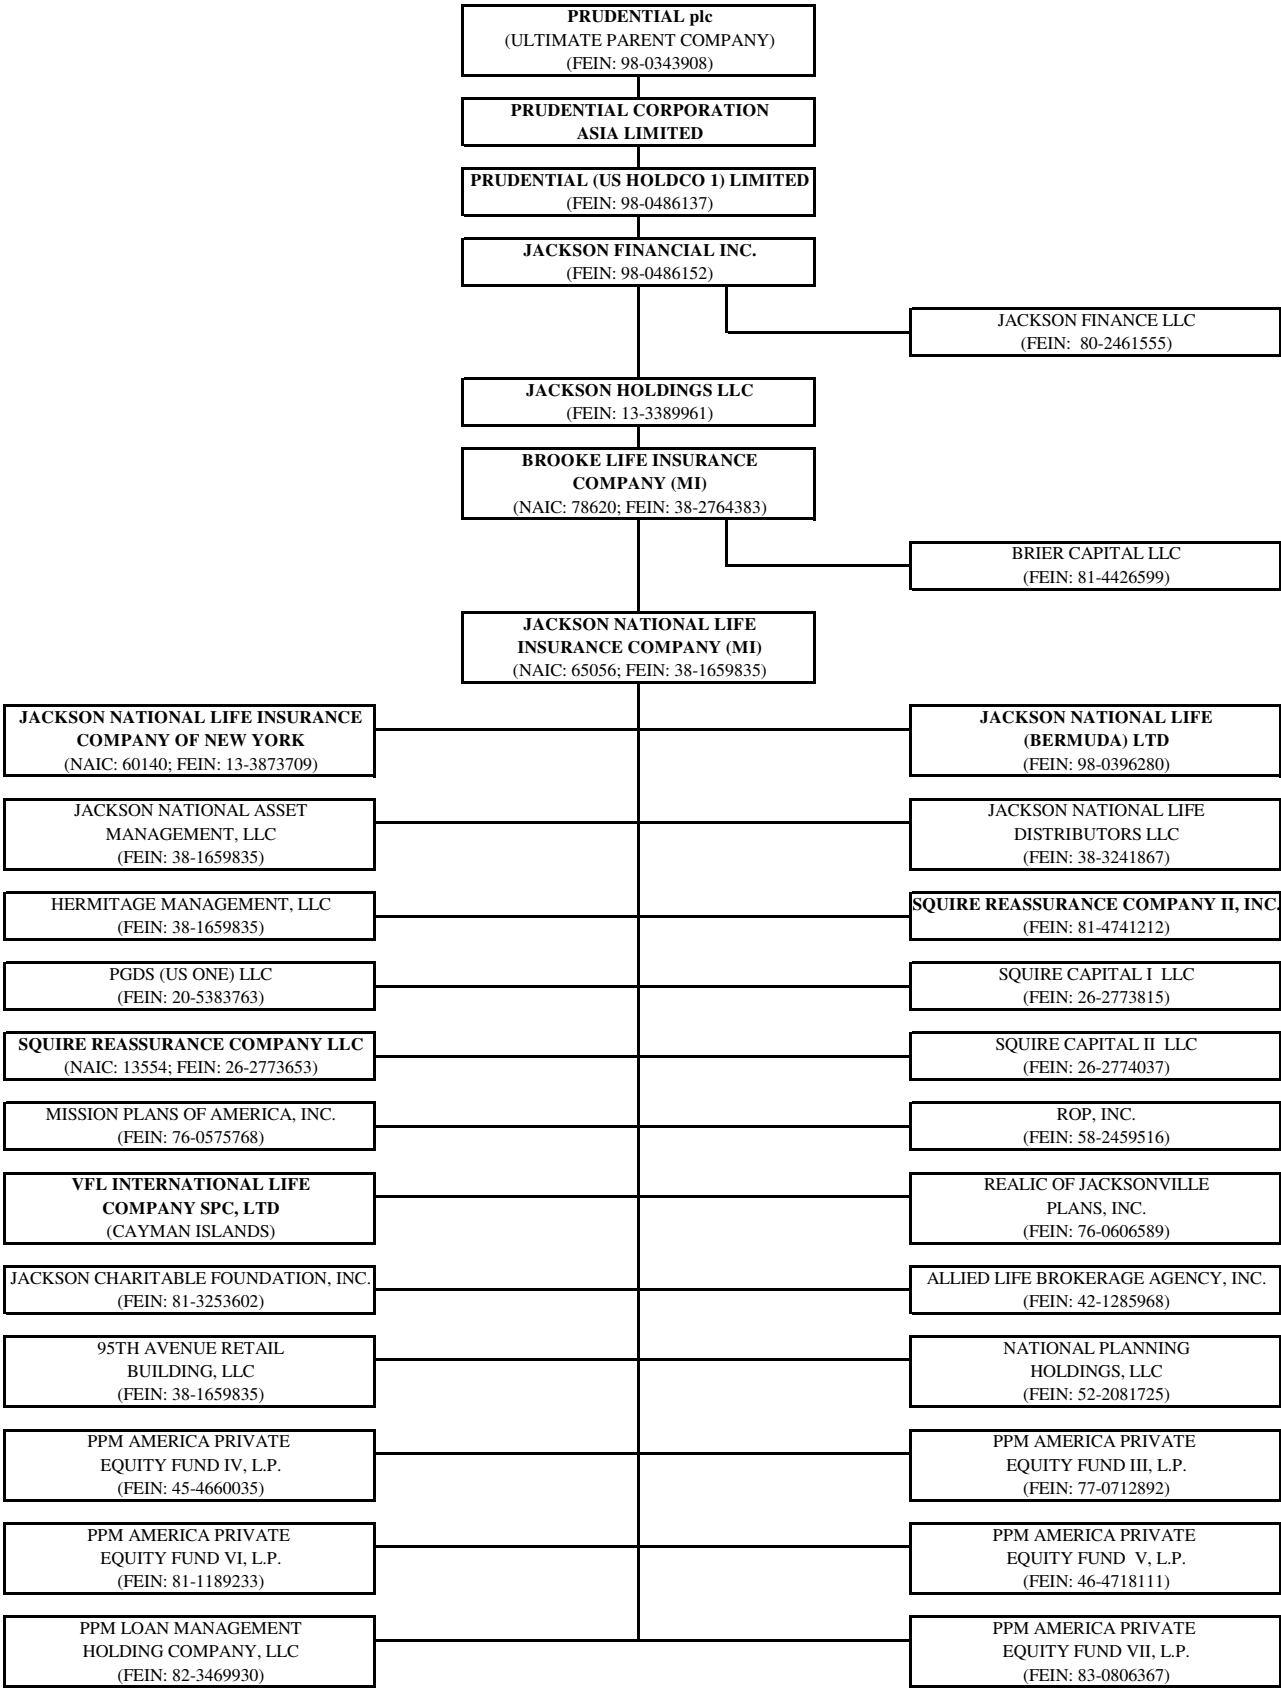 PRUDENTIAL plc
(ULTIMATE PARENT COMPANY)
(FEIN: 98-0343908)
PRUDENTIAL CORPORATION
ASIA LIMITED
PRUDENTIAL (US HOLDCO 1) LIMITED
(FEIN: 98-0486137)
JACKSON FINANCIAL INC.
(FEIN: 98-0486152)
JACKSON FINANCE LLC
(FEIN: 80-2461555)
JACKSON HOLDINGS LLC
(FEIN: 13-3389961)
BROOKE LIFE INSURANCE
COMPANY (MI)
(NAIC: 78620; FEIN: 38-2764383)
BRIER CAPITAL LLC
(FEIN: 81-4426599)
JACKSON NATIONAL LIFE
INSURANCE COMPANY (MI)
(NAIC: 65056; FEIN: 38-1659835)
JACKSON NATIONAL LIFE INSURANCE
COMPANY OF NEW YORK
(NAIC: 60140; FEIN: 13-3873709)
JACKSON NATIONAL LIFE
(BERMUDA) LTD
(FEIN: 98-0396280)
JACKSON NATIONAL ASSET
MANAGEMENT, LLC
(FEIN: 38-1659835)
JACKSON NATIONAL LIFE
DISTRIBUTORS LLC
(FEIN: 38-3241867)
HERMITAGE MANAGEMENT, LLC
(FEIN: 38-1659835)
SQUIRE REASSURANCE COMPANY II, INC.
(FEIN: 81-4741212)
PGDS (US ONE) LLC
(FEIN: 20-5383763)
SQUIRE CAPITAL I LLC
(FEIN: 26-2773815)
SQUIRE REASSURANCE COMPANY LLC
(NAIC: 13554; FEIN: 26-2773653)
SQUIRE CAPITAL II LLC
(FEIN: 26-2774037)
MISSION PLANS OF AMERICA, INC.
(FEIN: 76-0575768)
ROP, INC.
(FEIN: 58-2459516)
VFL INTERNATIONAL LIFE
COMPANY SPC, LTD
(CAYMAN ISLANDS)
REALIC OF JACKSONVILLE
PLANS, INC.
(FEIN: 76-0606589)
JACKSON CHARITABLE FOUNDATION, INC.
(FEIN: 81-3253602)
ALLIED LIFE BROKERAGE AGENCY, INC.
(FEIN: 42-1285968)
95TH AVENUE RETAIL
BUILDING, LLC
(FEIN: 38-1659835)
NATIONAL PLANNING
HOLDINGS, LLC
(FEIN: 52-2081725)
PPM AMERICA PRIVATE
EQUITY FUND IV, L.P.
(FEIN: 45-4660035)
PPM AMERICA PRIVATE
EQUITY FUND III, L.P.
(FEIN: 77-0712892)
PPM AMERICA PRIVATE
EQUITY FUND VI, L.P.
(FEIN: 81-1189233)
PPM AMERICA PRIVATE
EQUITY FUND V, L.P.
(FEIN: 46-4718111)
PPM LOAN MANAGEMENT
HOLDING COMPANY, LLC
(FEIN: 82-3469930)
PPM AMERICA PRIVATE
EQUITY FUND VII, L.P.
(FEIN: 83-0806367)